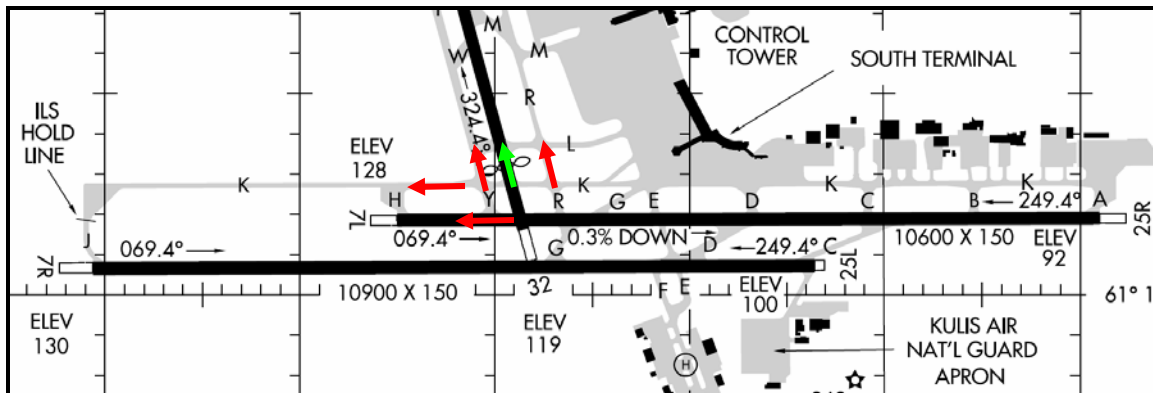 M
M
W
CONTROL
TOWER
SOUTH TERMINAL
324.4°
R
ILS
HOLD
LINE
ELEV
128
L
K
K
K
K
H
Y
R
G
E
D
C
B
A
249.4°
7L
25R
J
069.4°
069.4°
G
0.3% DOWN
D
249.4°
C
10600 X 150
ELEV
92
7R
25L
10900 X 150
32
F
E
ELEV
100
61° 1
ELEV
130
ELEV
119
KULIS AIR
NAT'L GUARD
APRON
H